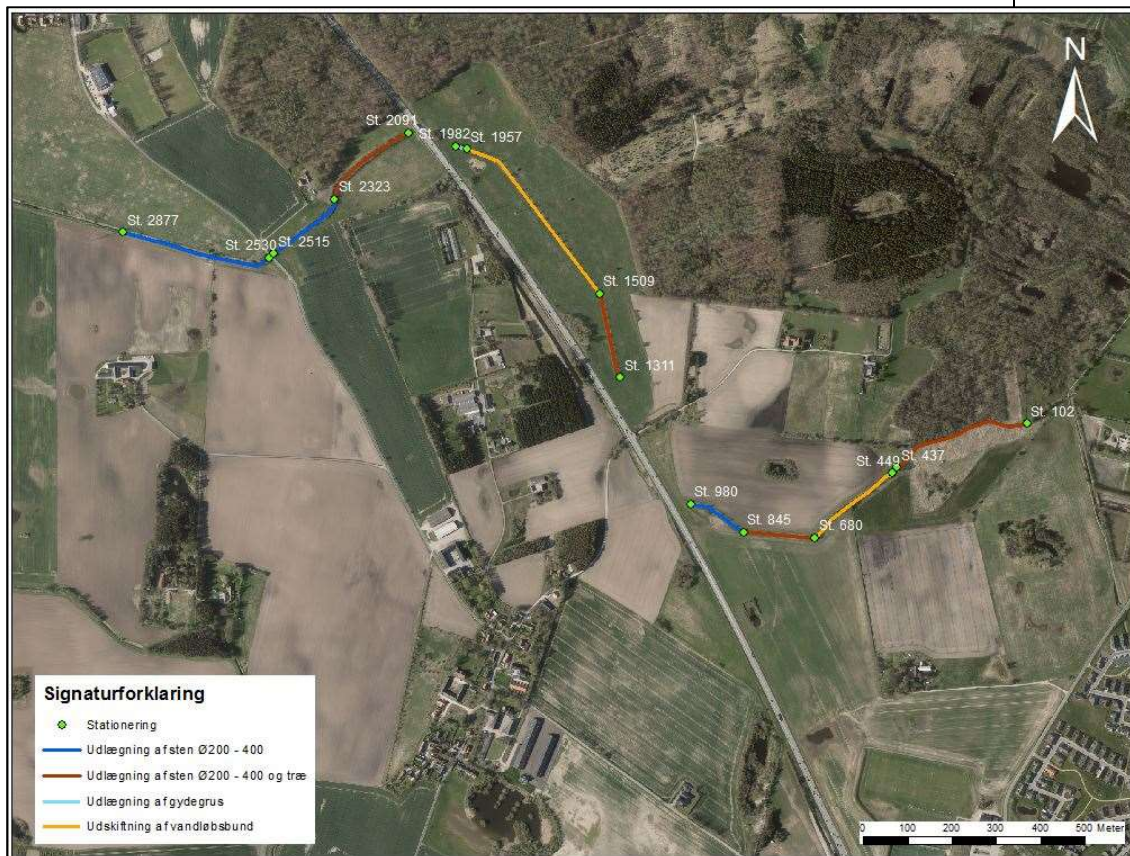 N
St. 2091
St. 1982
St. 1957
St. 2323
St. 2877
St. 2530
St. 2515
St. 1509
St. 1311
St. 102
St. 449
St. 437
St. 980
St. 845
St. 680
Signaturforklaring
Stationering
Udlægning af sten Ø200 - 400
Udlægning af sten Ø200 - 400 og træ
Udlægning af gydegrus
Udskiftning af vandløbsbund
0 100 200 300 400 500 Meter